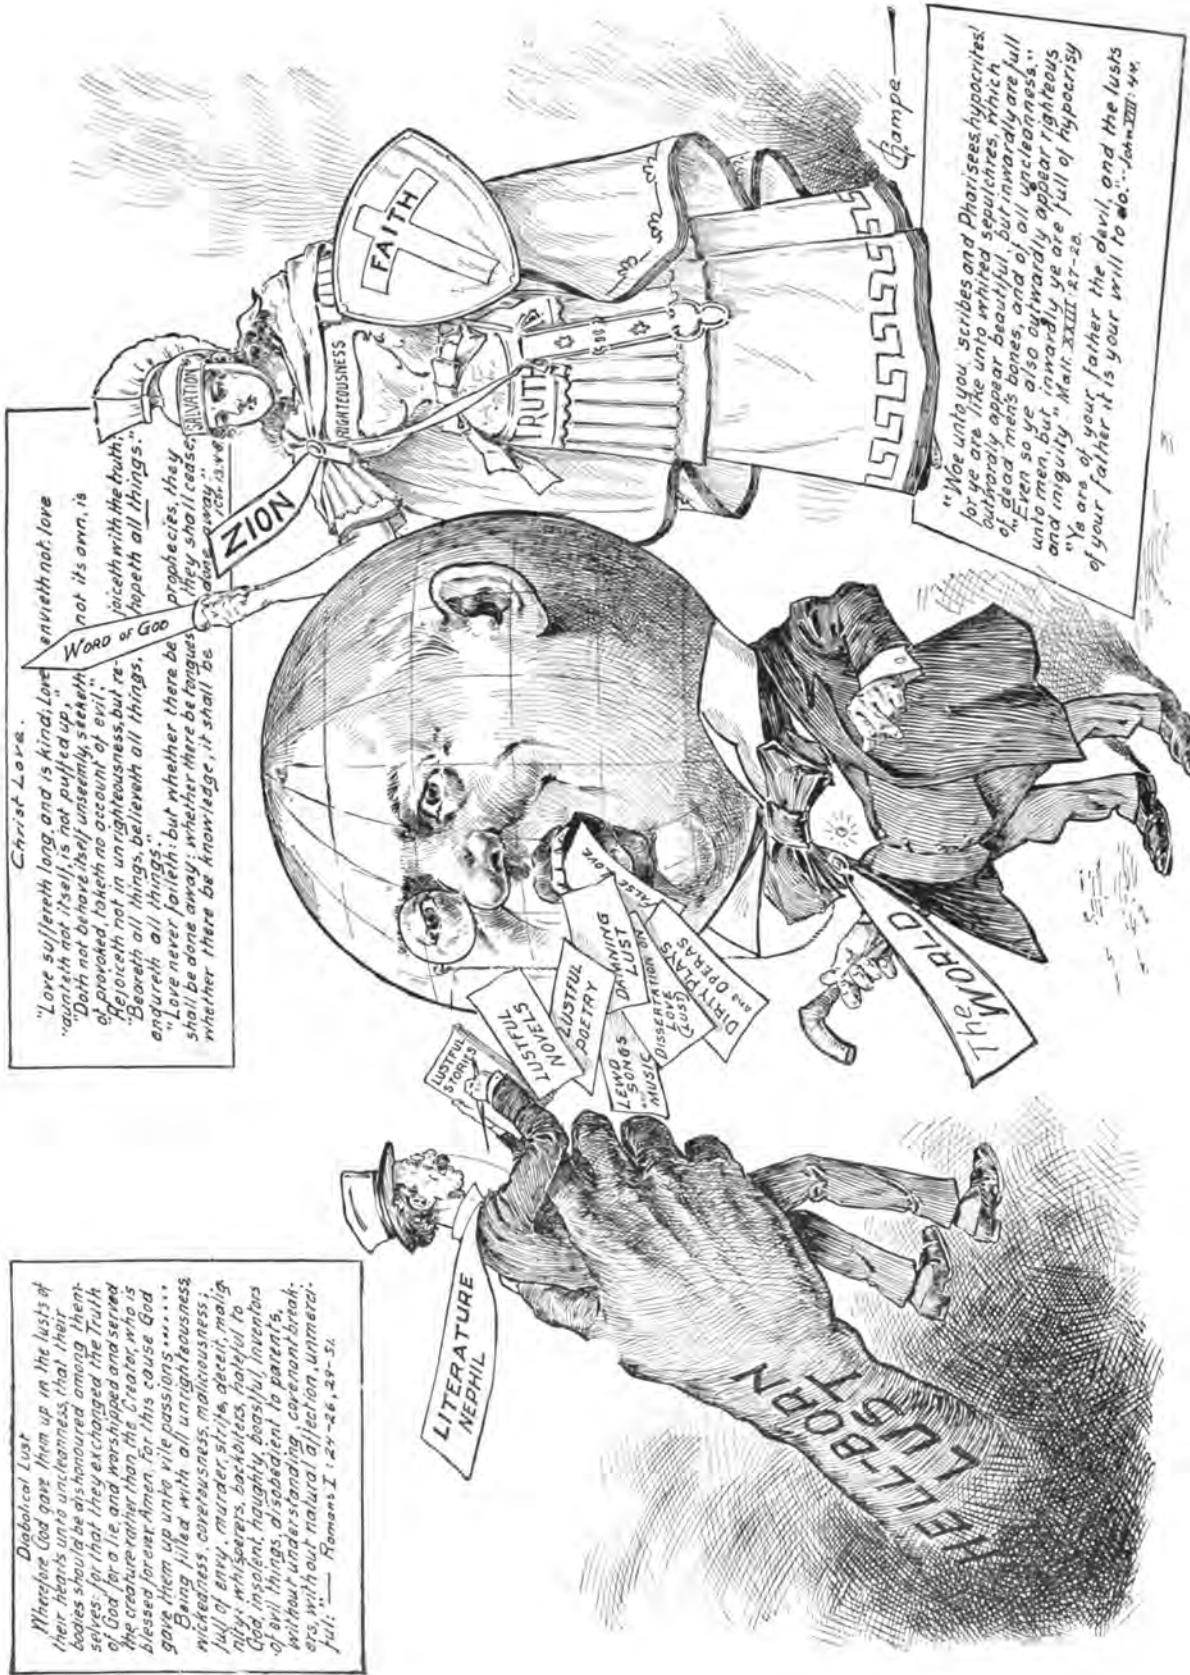 Diabolical Lust
Wherefore God gave them up in the lusts of
their hearts unto uncleanness, that their
bodies should be dishonoured among them-
selves: for that they exchanged the Truth
of God for a lie, and worshipped and served
the creature rather than the Creator, who is
blessed for ever. Amen. For this cause God
gave them up unto vile passions.......
Being filled with all unrighteousness,
wickedness, coverousness, maliciousness;
full of envy, murder, strife, deceit, malig
nity; whisperers, backbiters, hateful to
God, insolent, haughty, boasful, inventors
of evil things, disobedient to parents,
without understanding, covenant break-
ers, without natural affection, unmerci-
ful:" — Romans I: 24-26, 29-31.
Christ Love.
"Love suffereth long, and is kind; Love envieth not; love
vaunteth not itself, is not puffed up,"
"Doth not behave itself unseemly, seeketh not its own, is
not provoked, taketh no account of evil;"
"Rejoiceth not in unrighteousness, but re-joiceth with the truth;
"Beareth all things, believeth all things, hopeth all things."
endureth all things".
"Love never faileth: but whether there be prophecies, they
shall be done away; whether there be tongues, they shall cease;
whether there be knowledge, it shall be done away."
WORD OF GOD
ZION
SALVATION
RIGHTEOUSNESS
TRUTH
FAITH
LITERATURE
NEPHIL
LUSTFUL
STORIES
LUSTFUL
NOVELS
LUSTFUL
POETRY
DAMNING
LUST
FALSE LOVE
LEWD
SONGS
AND
MUSIC
DISSERTATION ON
LOVE
(LUST)
DIRTY PLAYS
and OPERAS
The WORLD
HELL-BORN
LUST
Champe
"Woe unto you, scribes and Pharisees, hypocrites!
for ye are like unto whited sepulchres, which
outwardly appear beautiful, but inwardly are full
of dead men's bones, and of all uncleanness."
"Even so ye also outwardly appear righteous
unto men, but inwardly ye are full of hypocrisy
and iniquity" Matt. XXIII: 27-28.
"Ye are of your father the devil, and the lusts
of your father it is your will to do."--John VIII: 44.